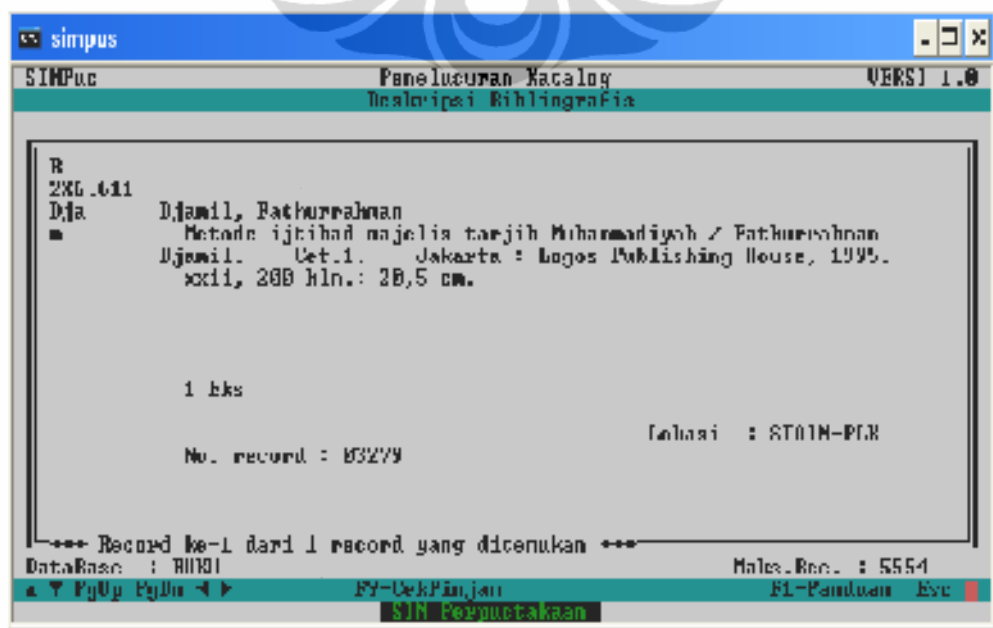 simpus
SIMPus Penelusuran Katalog VERSI 1.0
Deskripsi Bibliografis
R
2X6.611
Dja Djamil, Fathurrahman
m Metode ijtihad majelis tarjih Muhammadiyah / Fathurrahman
Djamil. Cet.1. Jakarta : Logos Publishing House, 1995.
xxii, 200 hlm.: 20,5 cm.
1 eks
Lokasi : STAIN-PLK
No. record : 03279
*** Record ke-1 dari 1 record yang ditemukan ***
DataBase : BUKU Maks.Rec. : 5554
▲ ▼ PgUp PgDn ◄ ► F9-CekPinjam F1-Panduan Esc
SIM Perpustakaan